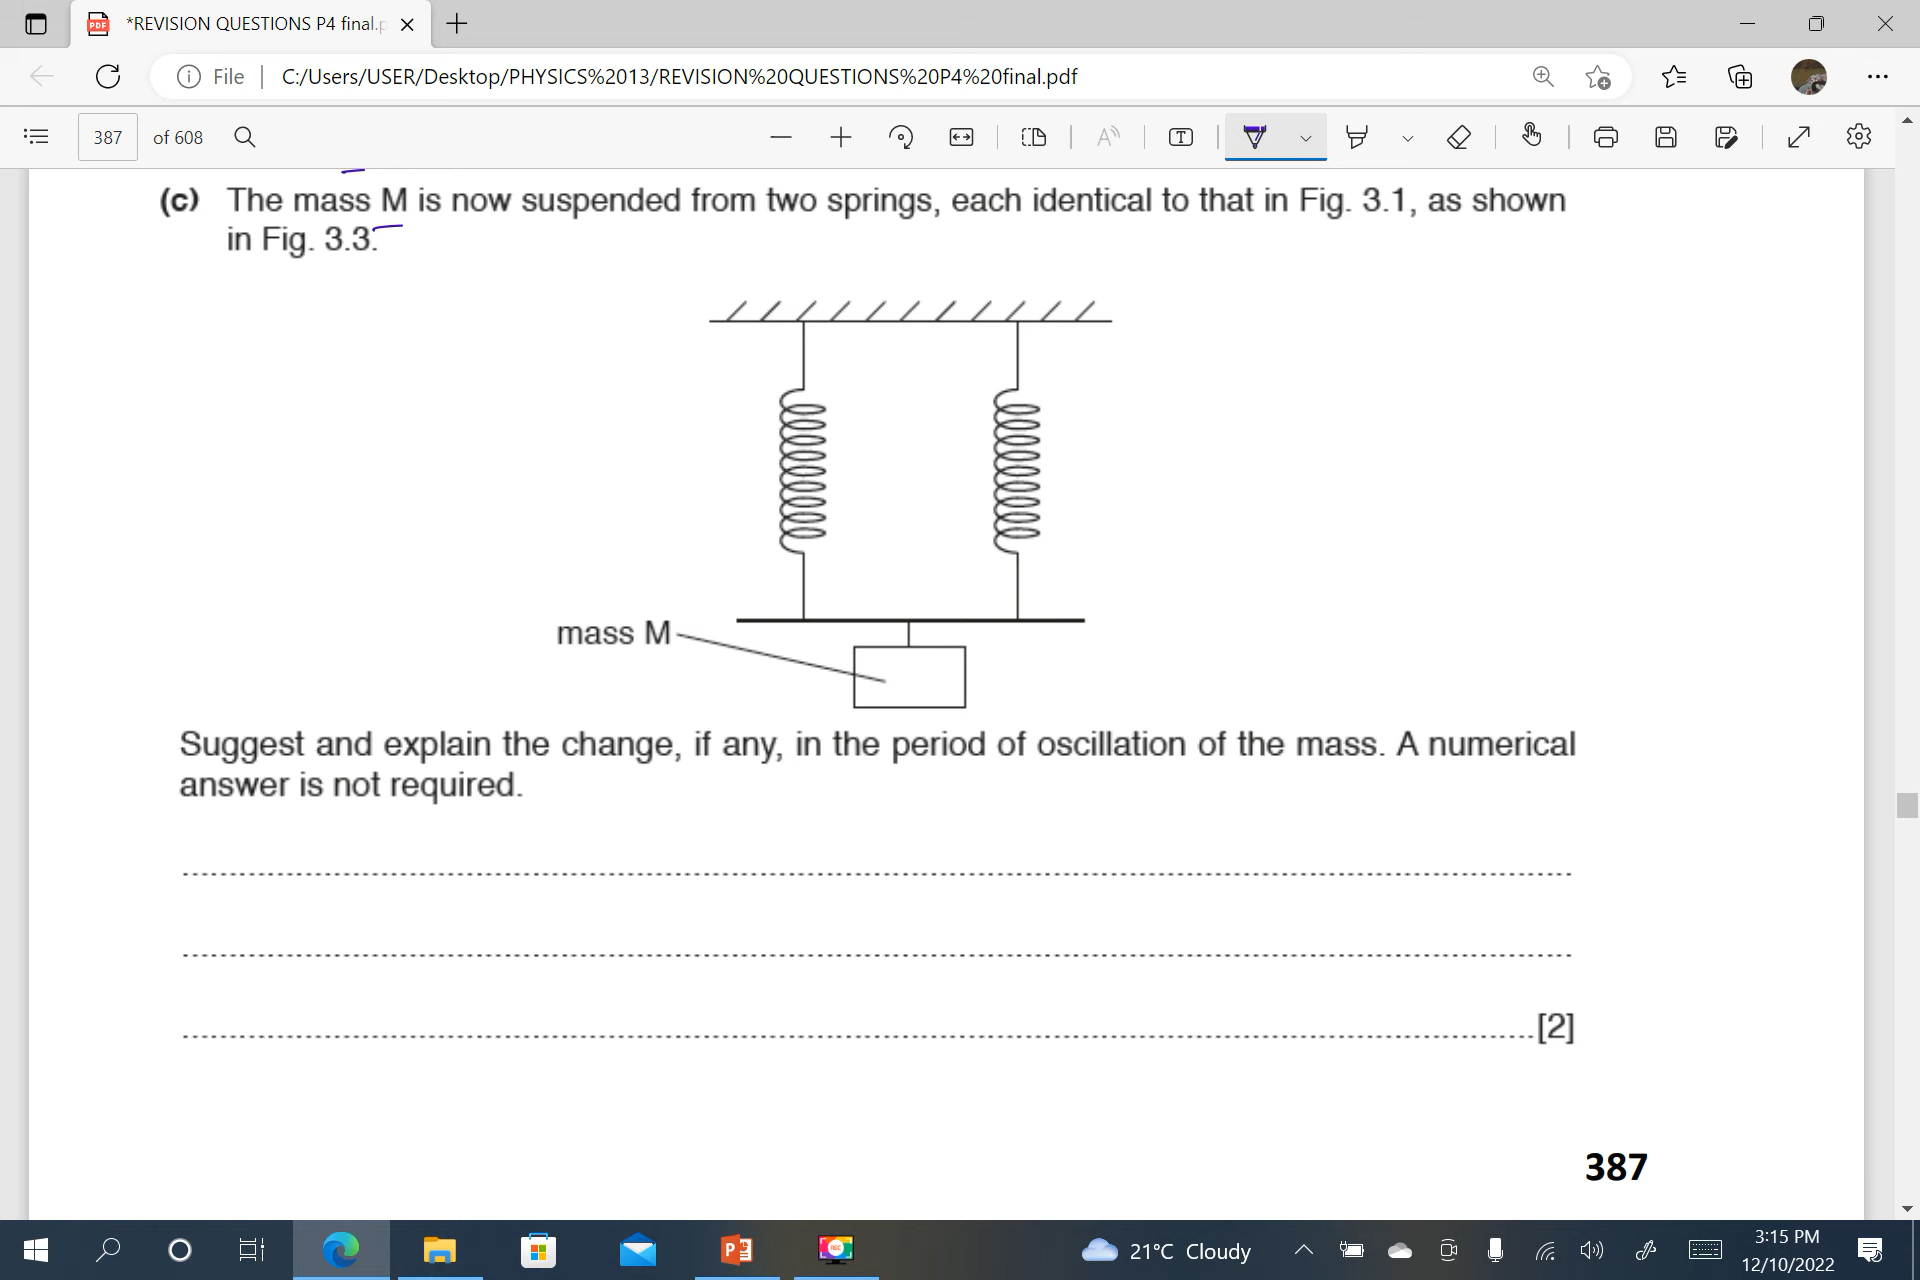 *REVISION QUESTIONS P4 final.p
File
C:/Users/USER/Desktop/PHYSICS%2013/REVISION%20QUESTIONS%20P4%20final.pdf
387
of 608
(c) The mass M is now suspended from two springs, each identical to that in Fig. 3.1, as shown
in Fig. 3.3.
mass M
Suggest and explain the change, if any, in the period of oscillation of the mass. A numerical
answer is not required.
[2]
387
21°C Cloudy
3:15 PM
12/10/2022